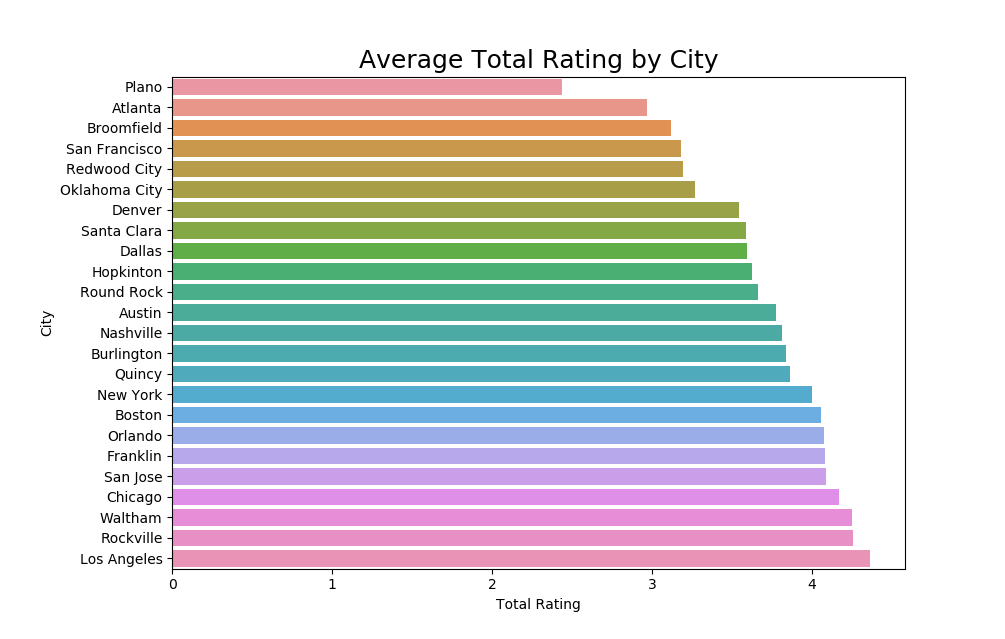 Average Total Rating by City
Plano
Atlanta
Broomfield
San Francisco
Redwood City
Oklahoma City
Denver
Santa Clara
Dallas
Hopkinton
Round Rock
Austin
Nashville
Burlington
Quincy
New York
Boston
Orlando
Franklin
San Jose
Chicago
Waltham
Rockville
Los Angeles
City
0 1 2 3 4
Total Rating